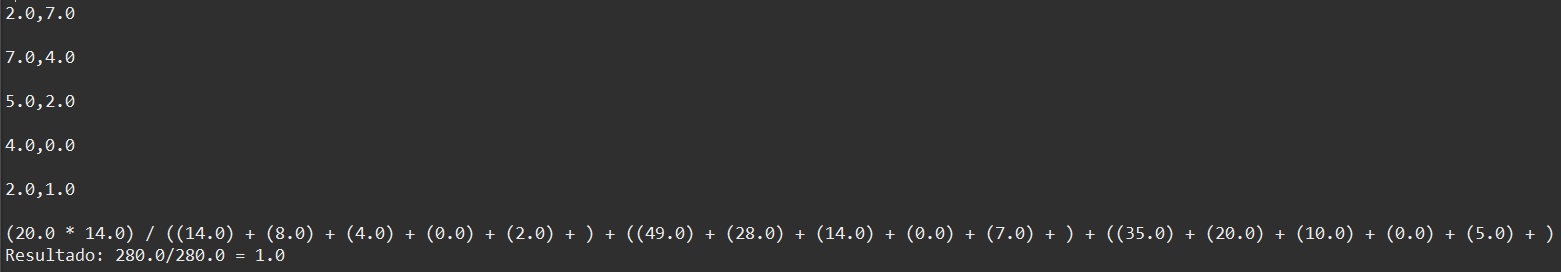 2.0,7.0
7.0,4.0
5.0,2.0
4.0,0.0
2.0,1.0
(20.0 * 14.0) / ((14.0) + (8.0) + (4.0) + (0.0) + (2.0) + ) + ((49.0) + (28.0) + (14.0) + (0.0) + (7.0) + ) + ((35.0) + (20.0) + (10.0) + (0.0) + (5.0) + )
Resultado: 280.0/280.0 = 1.0